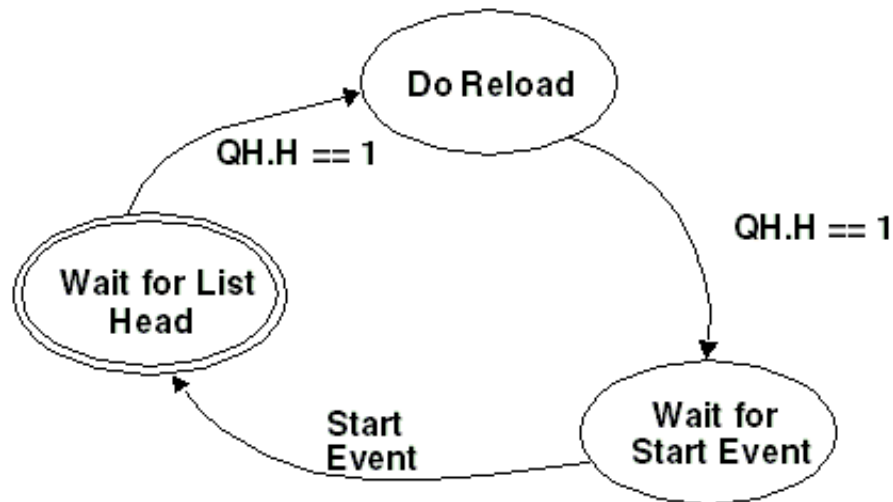 Do Reload
QH.H == 1
QH.H == 1
Wait for List
Head
Start
Event
Wait for
Start Event